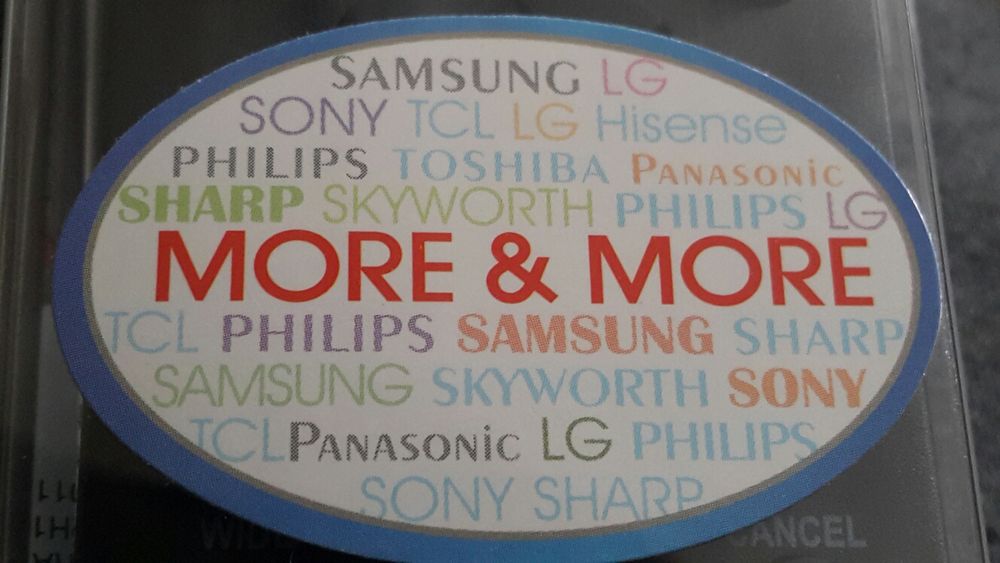 SAMSUNG LG
SONY TCL LG Hisense
PHILIPS TOSHIBA PANASONiC
SHARP SKYWORTH PHILIPS LG
MORE & MORE
TCL PHILIPS SAMSUNG SHARP
SAMSUNG SKYWORTH SONY
TCL PANASONiC LG PHILIPS
SONY SHARP
CANCEL